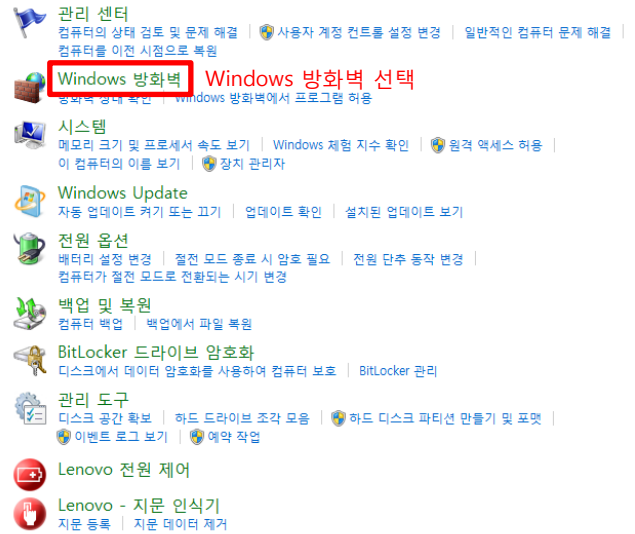 관리 센터
컴퓨터의 상태 검토 및 문제 해결 사용자 계정 컨트롤 설정 변경 일반적인 컴퓨터 문제 해결
컴퓨터를 이전 시점으로 복원
Windows 방화벽 Windows 방화벽 선택
방화벽 상태 확인 Windows 방화벽에서 프로그램 허용
시스템
메모리 크기 및 프로세서 속도 보기 Windows 체험 지수 확인 원격 액세스 허용
이 컴퓨터의 이름 보기 장치 관리자
Windows Update
자동 업데이트 켜기 또는 끄기 업데이트 확인 설치된 업데이트 보기
전원 옵션
배터리 설정 변경 절전 모드 종료 시 암호 필요 전원 단추 동작 변경
컴퓨터가 절전 모드로 전환되는 시기 변경
백업 및 복원
컴퓨터 백업 백업에서 파일 복원
BitLocker 드라이브 암호화
디스크에서 데이터 암호화를 사용하여 컴퓨터 보호 BitLocker 관리
관리 도구
디스크 공간 확보 하드 드라이브 조각 모음 하드 디스크 파티션 만들기 및 포맷
이벤트 로그 보기 예약 작업
Lenovo 전원 제어
Lenovo - 지문 인식기
지문 등록 지문 데이터 제거